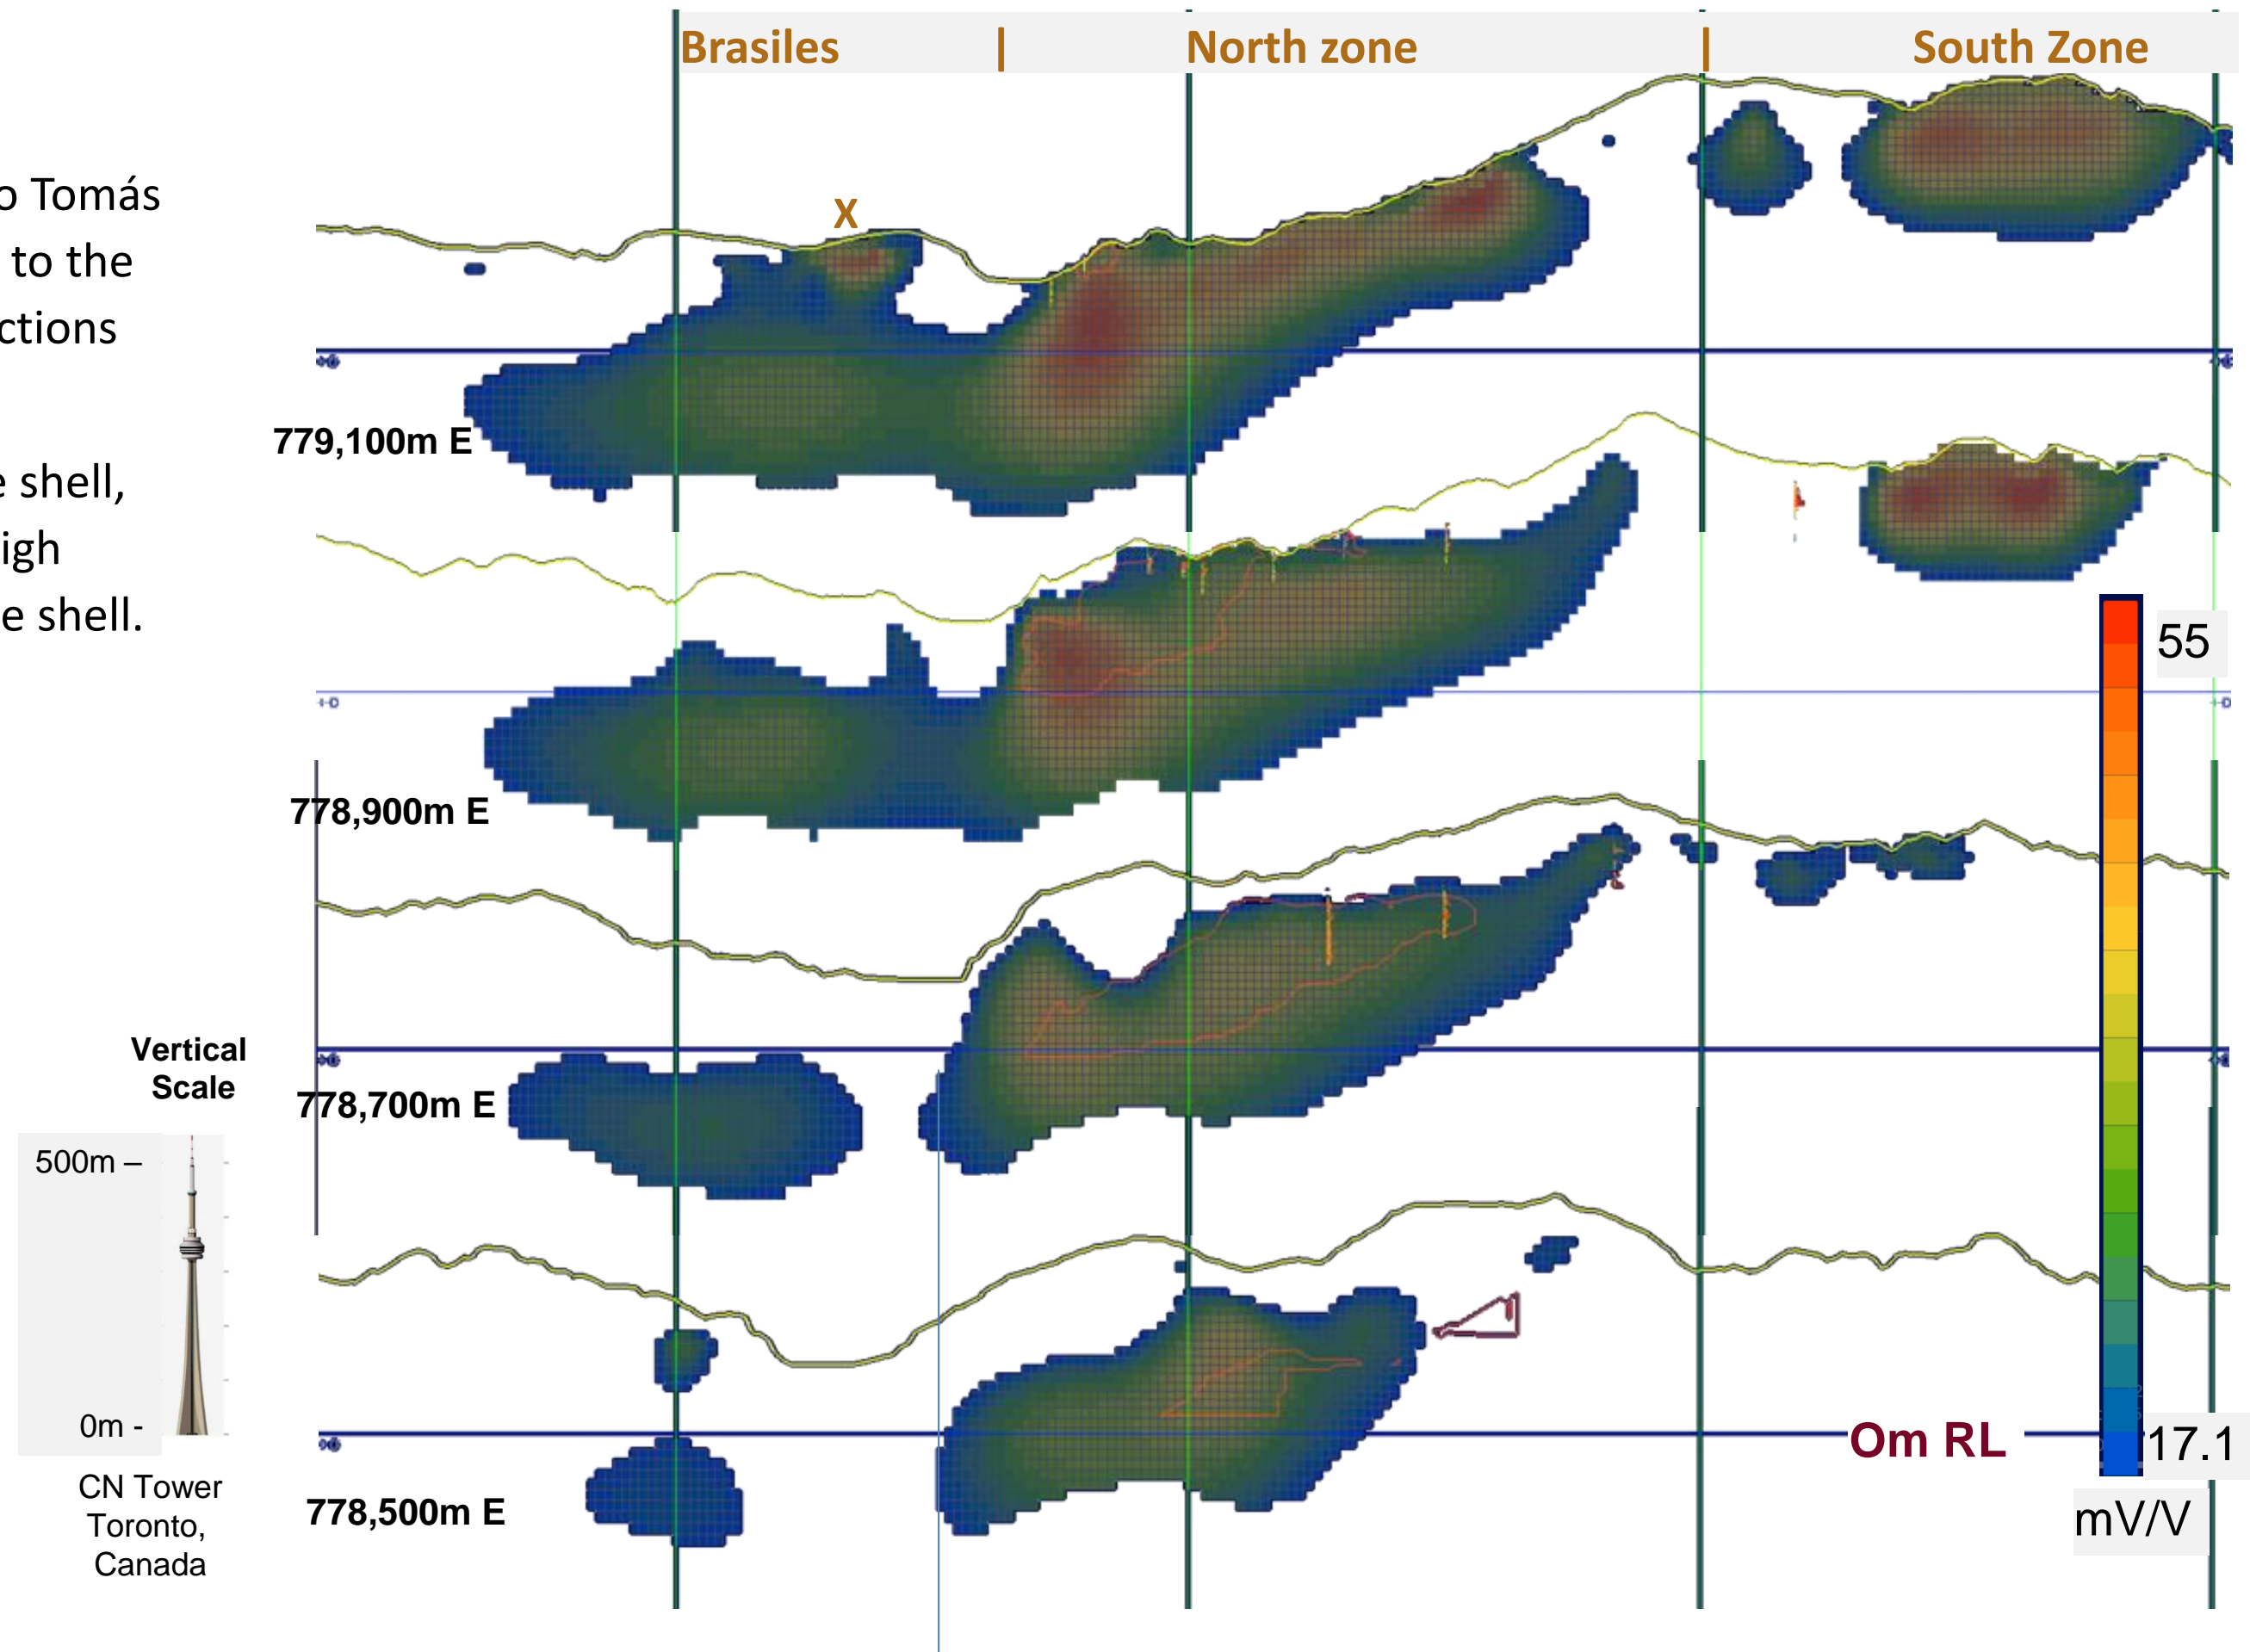 Brasiles | North zone | South Zone
o Tomás
to the
ctions
e shell,
igh
e shell.
X
779,100m E
778,900m E
778,700m E
778,500m E
Vertical
Scale
500m –
0m -
CN Tower
Toronto,
Canada
55
17.1
mV/V
Om RL